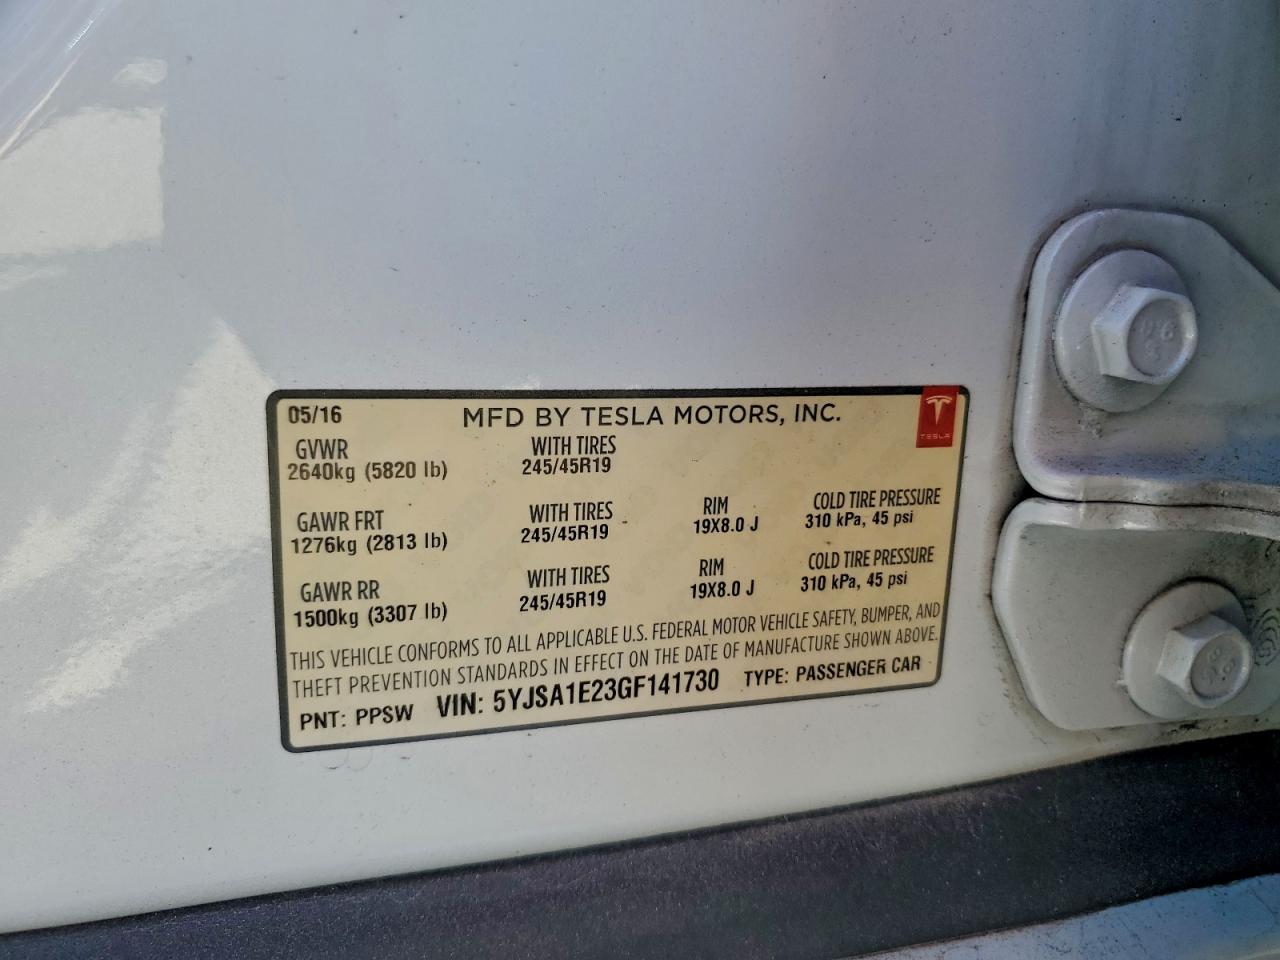 05/16 MFD BY TESLA MOTORS, INC.
TESLA
GVWR WITH TIRES
2640kg (5820 lb) 245/45R19
GAWR FRT WITH TIRES RIM COLD TIRE PRESSURE
1276kg (2813 lb) 245/45R19 19X8.0 J 310 kPa, 45 psi
GAWR RR WITH TIRES RIM COLD TIRE PRESSURE
1500kg (3307 lb) 245/45R19 19X8.0 J 310 kPa, 45 psi
THIS VEHICLE CONFORMS TO ALL APPLICABLE U.S. FEDERAL MOTOR VEHICLE SAFETY, BUMPER, AND
THEFT PREVENTION STANDARDS IN EFFECT ON THE DATE OF MANUFACTURE SHOWN ABOVE.
PNT: PPSW VIN: 5YJSA1E23GF141730 TYPE: PASSENGER CAR